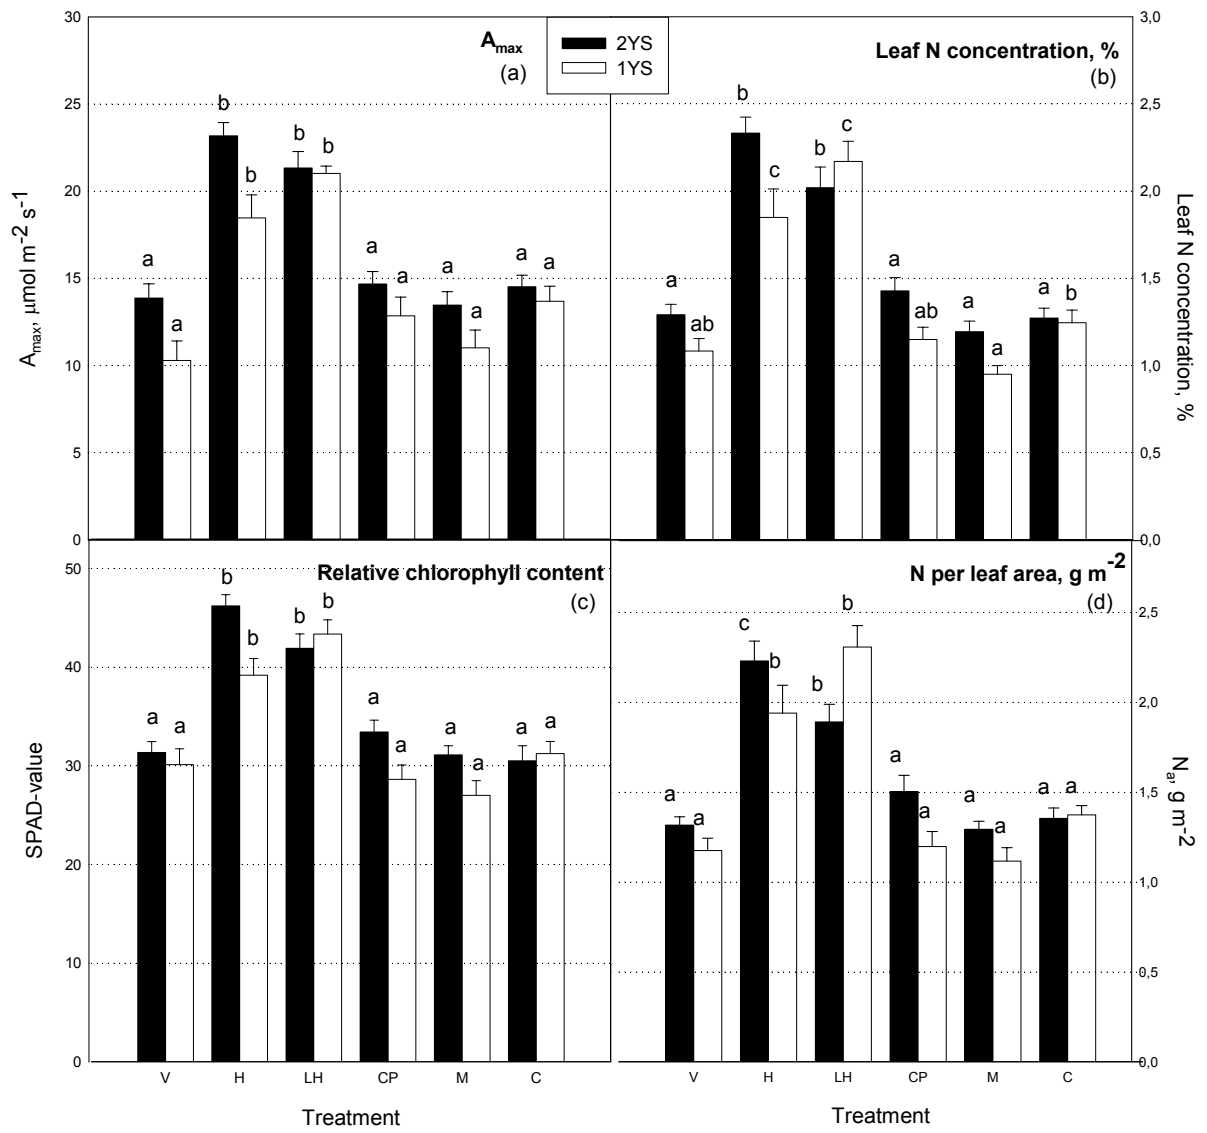 2YS
1YS
A_max
(a)
30
25
20
15
10
5
0
A_max, µmol m⁻² s⁻¹
a
a
b
b
b
b
a
a
a
a
a
a
Leaf N concentration, %
(b)
3,0
2,5
2,0
1,5
1,0
0,5
0,0
Leaf N concentration, %
a
ab
b
c
b
c
a
ab
a
a
a
b
Relative chlorophyll content
(c)
50
40
30
20
10
0
SPAD-value
a
a
b
b
b
b
a
a
a
a
a
a
V H LH CP M C
Treatment
N per leaf area, g m⁻²
(d)
2,5
2,0
1,5
1,0
0,5
0,0
N_a, g m⁻²
a
a
c
b
b
b
a
a
a
a
a
a
V H LH CP M C
Treatment